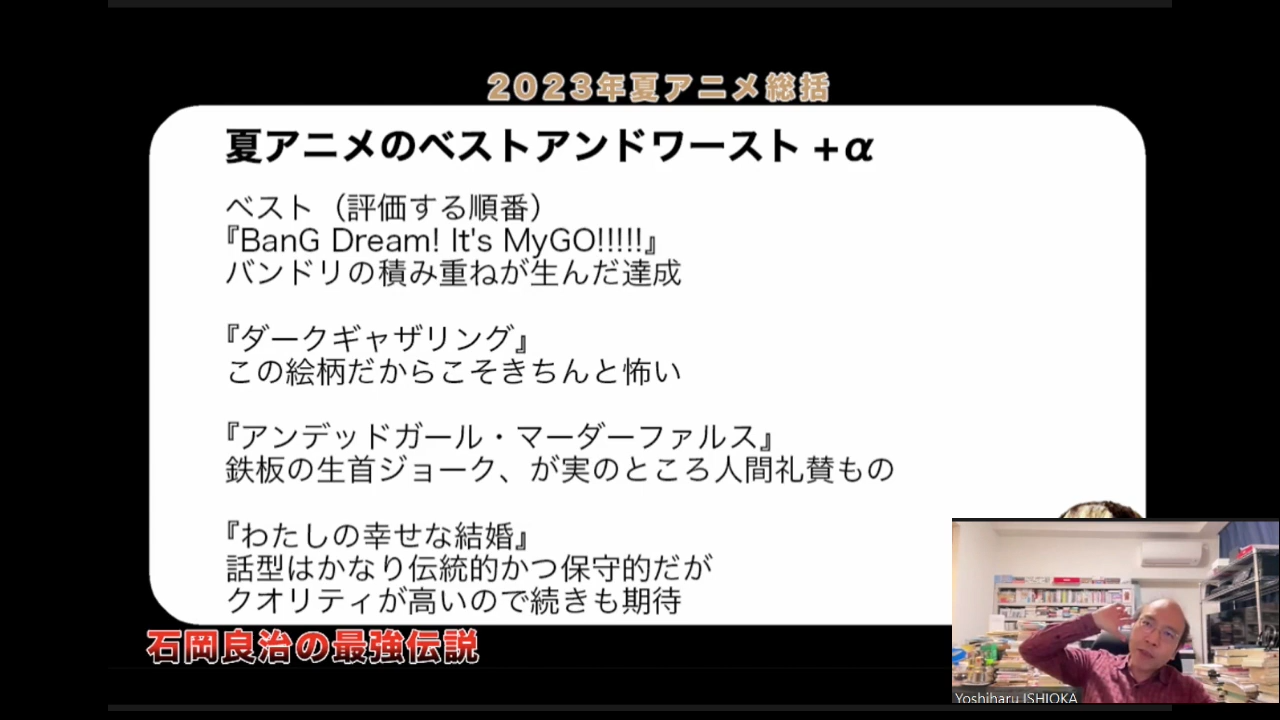 2023年夏アニメ総括
夏アニメのベストアンドワースト +α
ベスト（評価する順番）
『BanG Dream! It's MyGO!!!!!』
バンドリの積み重ねが生んだ達成
『ダークギャザリング』
この絵柄だからこそきちんと怖い
『アンデッドガール・マーダーファルス』
鉄板の生首ジョーク、が実のところ人間礼賛もの
『わたしの幸せな結婚』
話型はかなり伝統的かつ保守的だが
クオリティが高いので続きも期待
石岡良治の最強伝説
Yoshiharu ISHIOKA